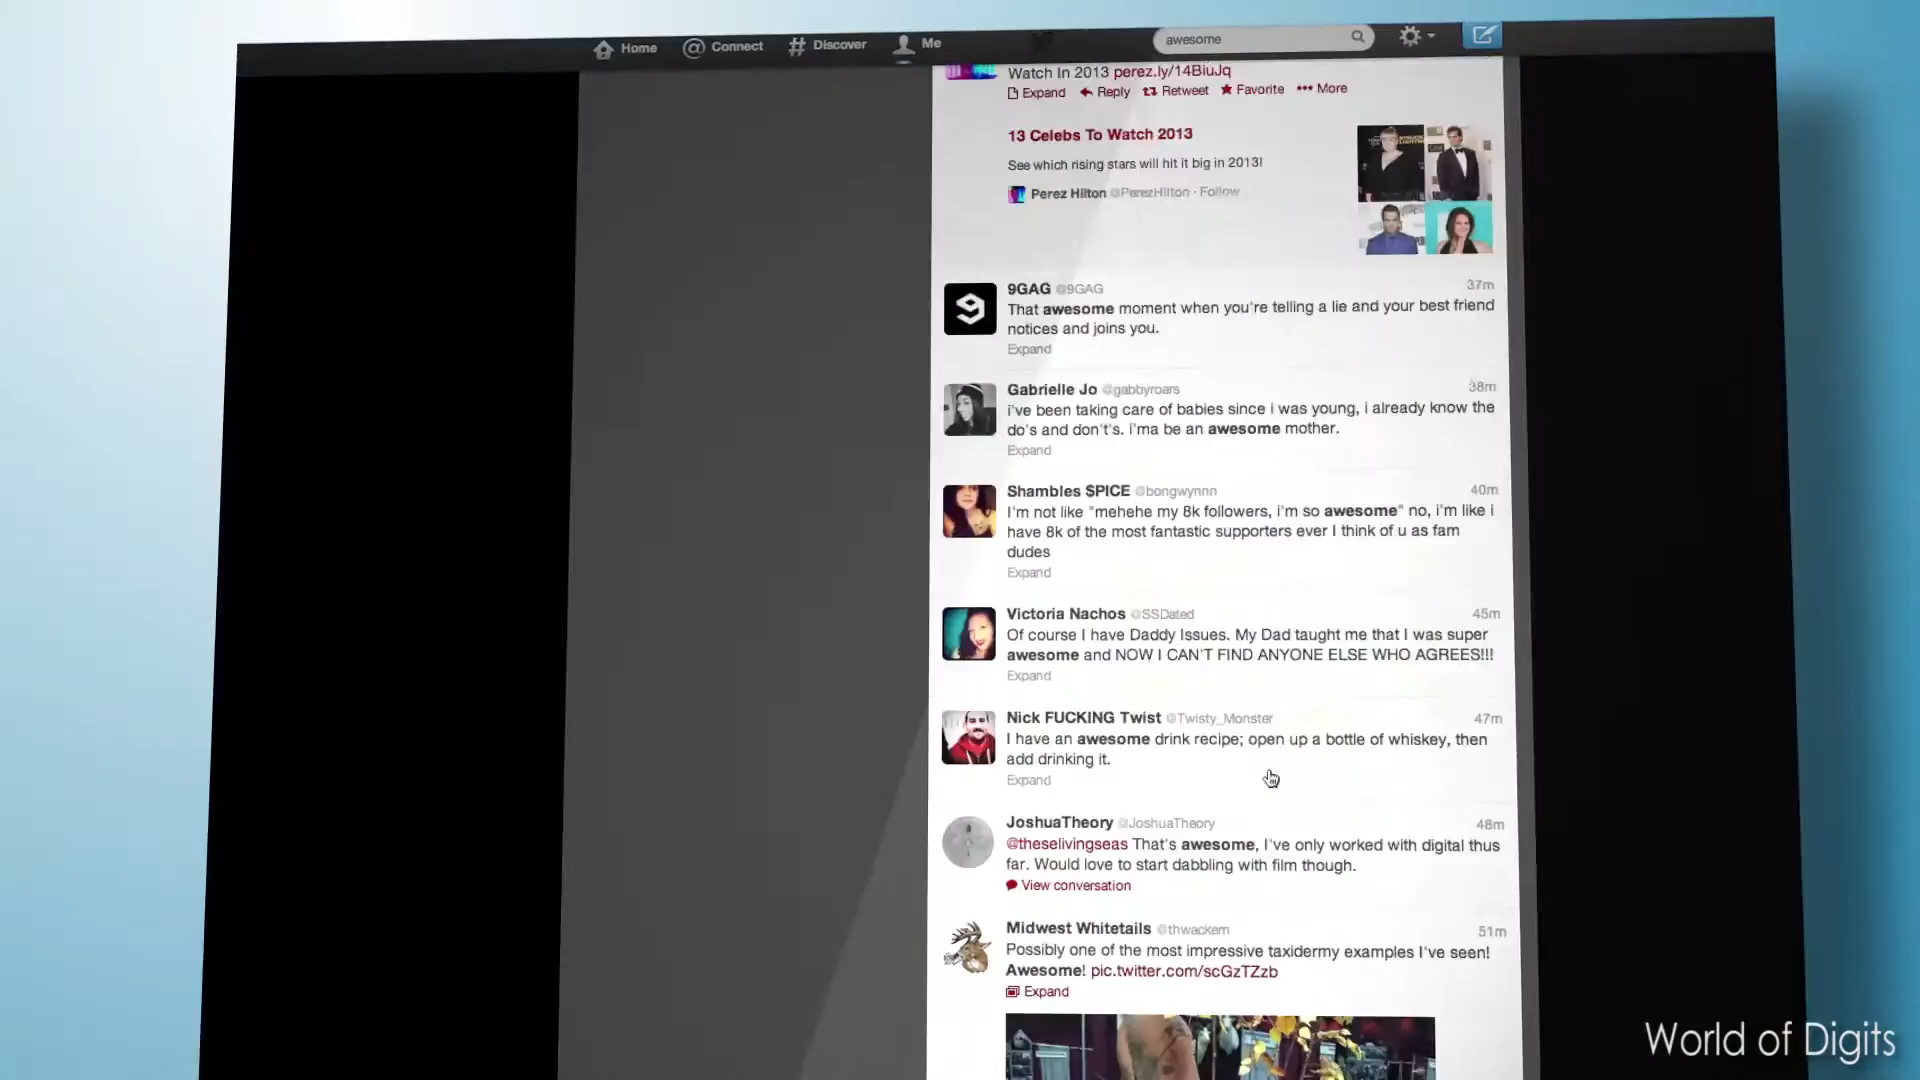 Home
Connect
Discover
Me
awesome
Watch In 2013 perez.ly/14BiuJq
Expand Reply Retweet Favorite ••• More
13 Celebs To Watch 2013
See which rising stars will hit it big in 2013!
Perez Hilton @PerezHilton · Follow
9GAG @9GAG 37m
That awesome moment when you're telling a lie and your best friend
notices and joins you.
Expand
Gabrielle Jo @gabbyroars 38m
i've been taking care of babies since i was young, i already know the
do's and don't's. i'ma be an awesome mother.
Expand
Shambles $PICE @bongwynnn 40m
I'm not like "mehehe my 8k followers, i'm so awesome" no, i'm like i
have 8k of the most fantastic supporters ever I think of u as fam
dudes
Expand
Victoria Nachos @SSDated 45m
Of course I have Daddy Issues. My Dad taught me that I was super
awesome and NOW I CAN'T FIND ANYONE ELSE WHO AGREES!!!
Expand
Nick FUCKING Twist @Twisty_Monster 47m
I have an awesome drink recipe; open up a bottle of whiskey, then
add drinking it.
Expand
JoshuaTheory @JoshuaTheory 48m
@theselivingseas That's awesome, I've only worked with digital thus
far. Would love to start dabbling with film though.
View conversation
Midwest Whitetails @thwackem 51m
Possibly one of the most impressive taxidermy examples I've seen!
Awesome! pic.twitter.com/scGzTZzb
Expand
World of Digits